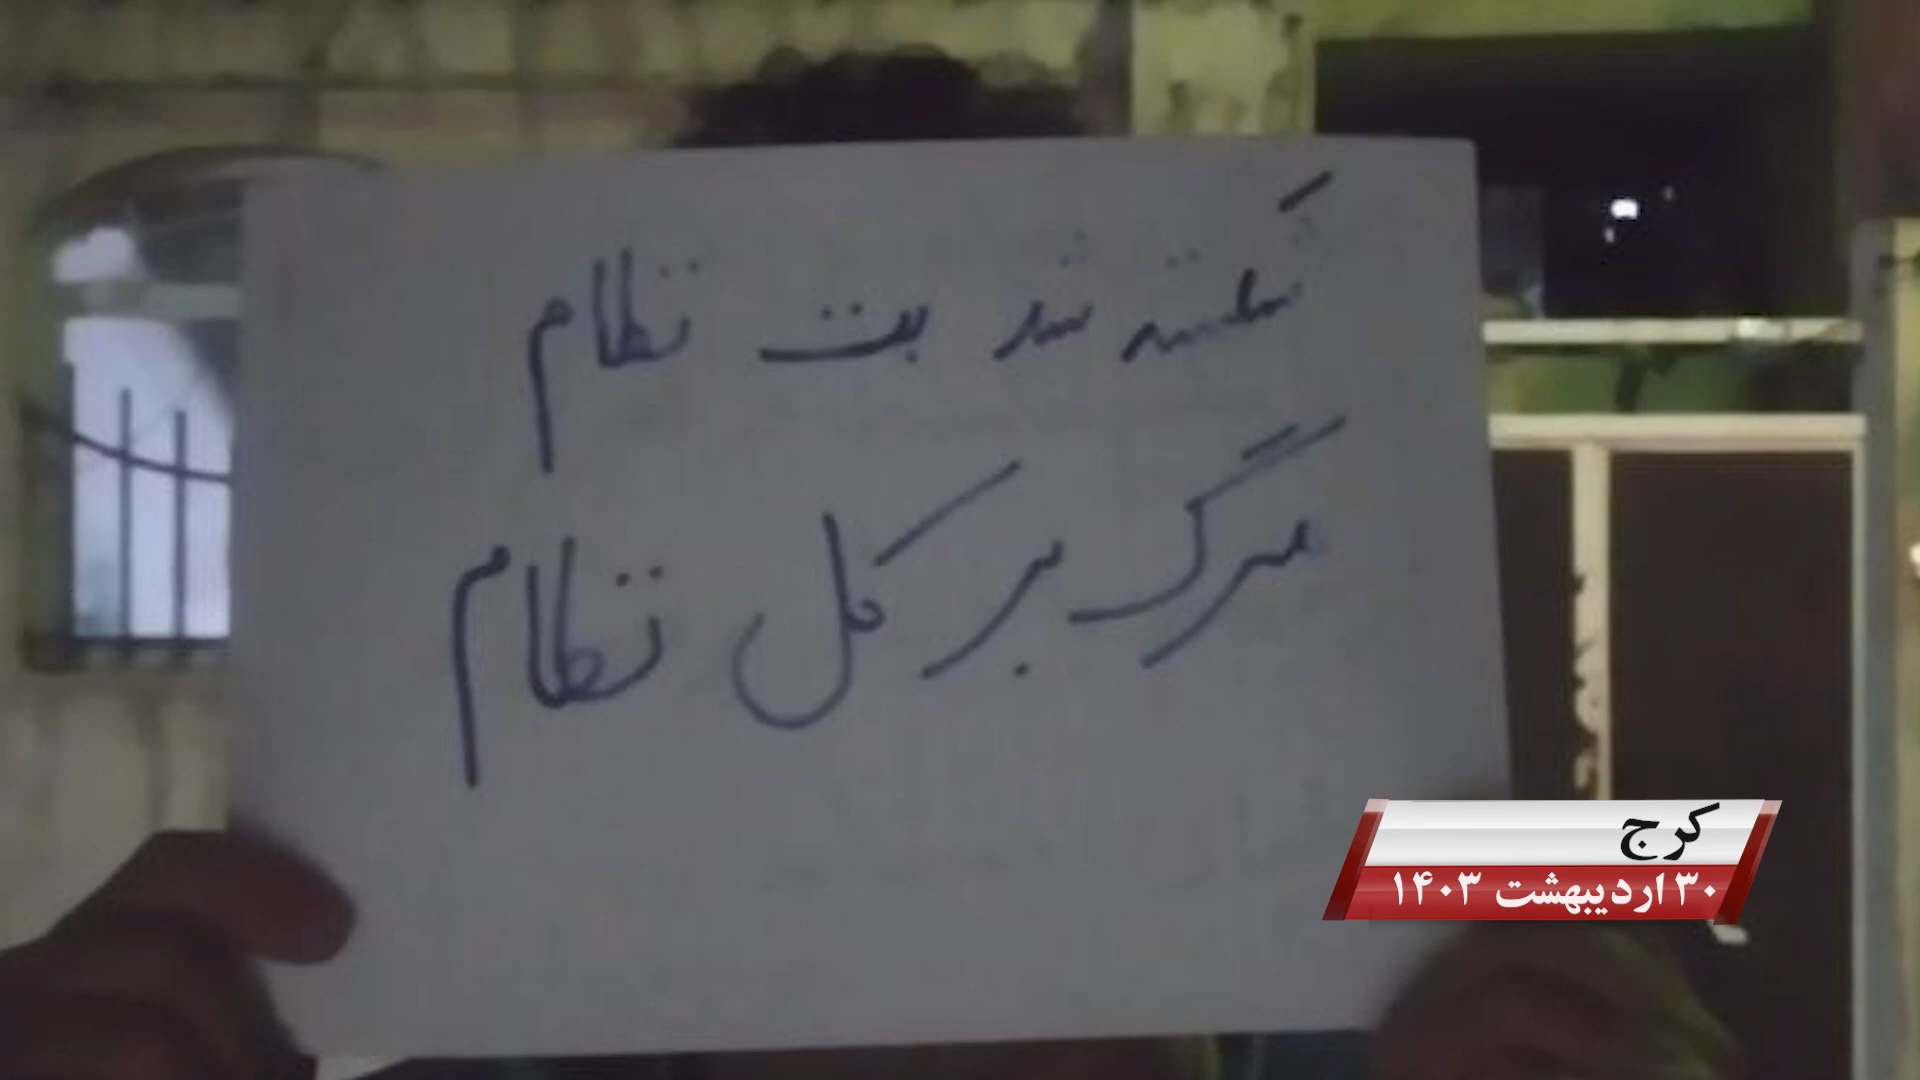 شکسته شد بت نظام
مرگ بر کل نظام
کرج
۳۰ اردیبهشت ۱۴۰۳